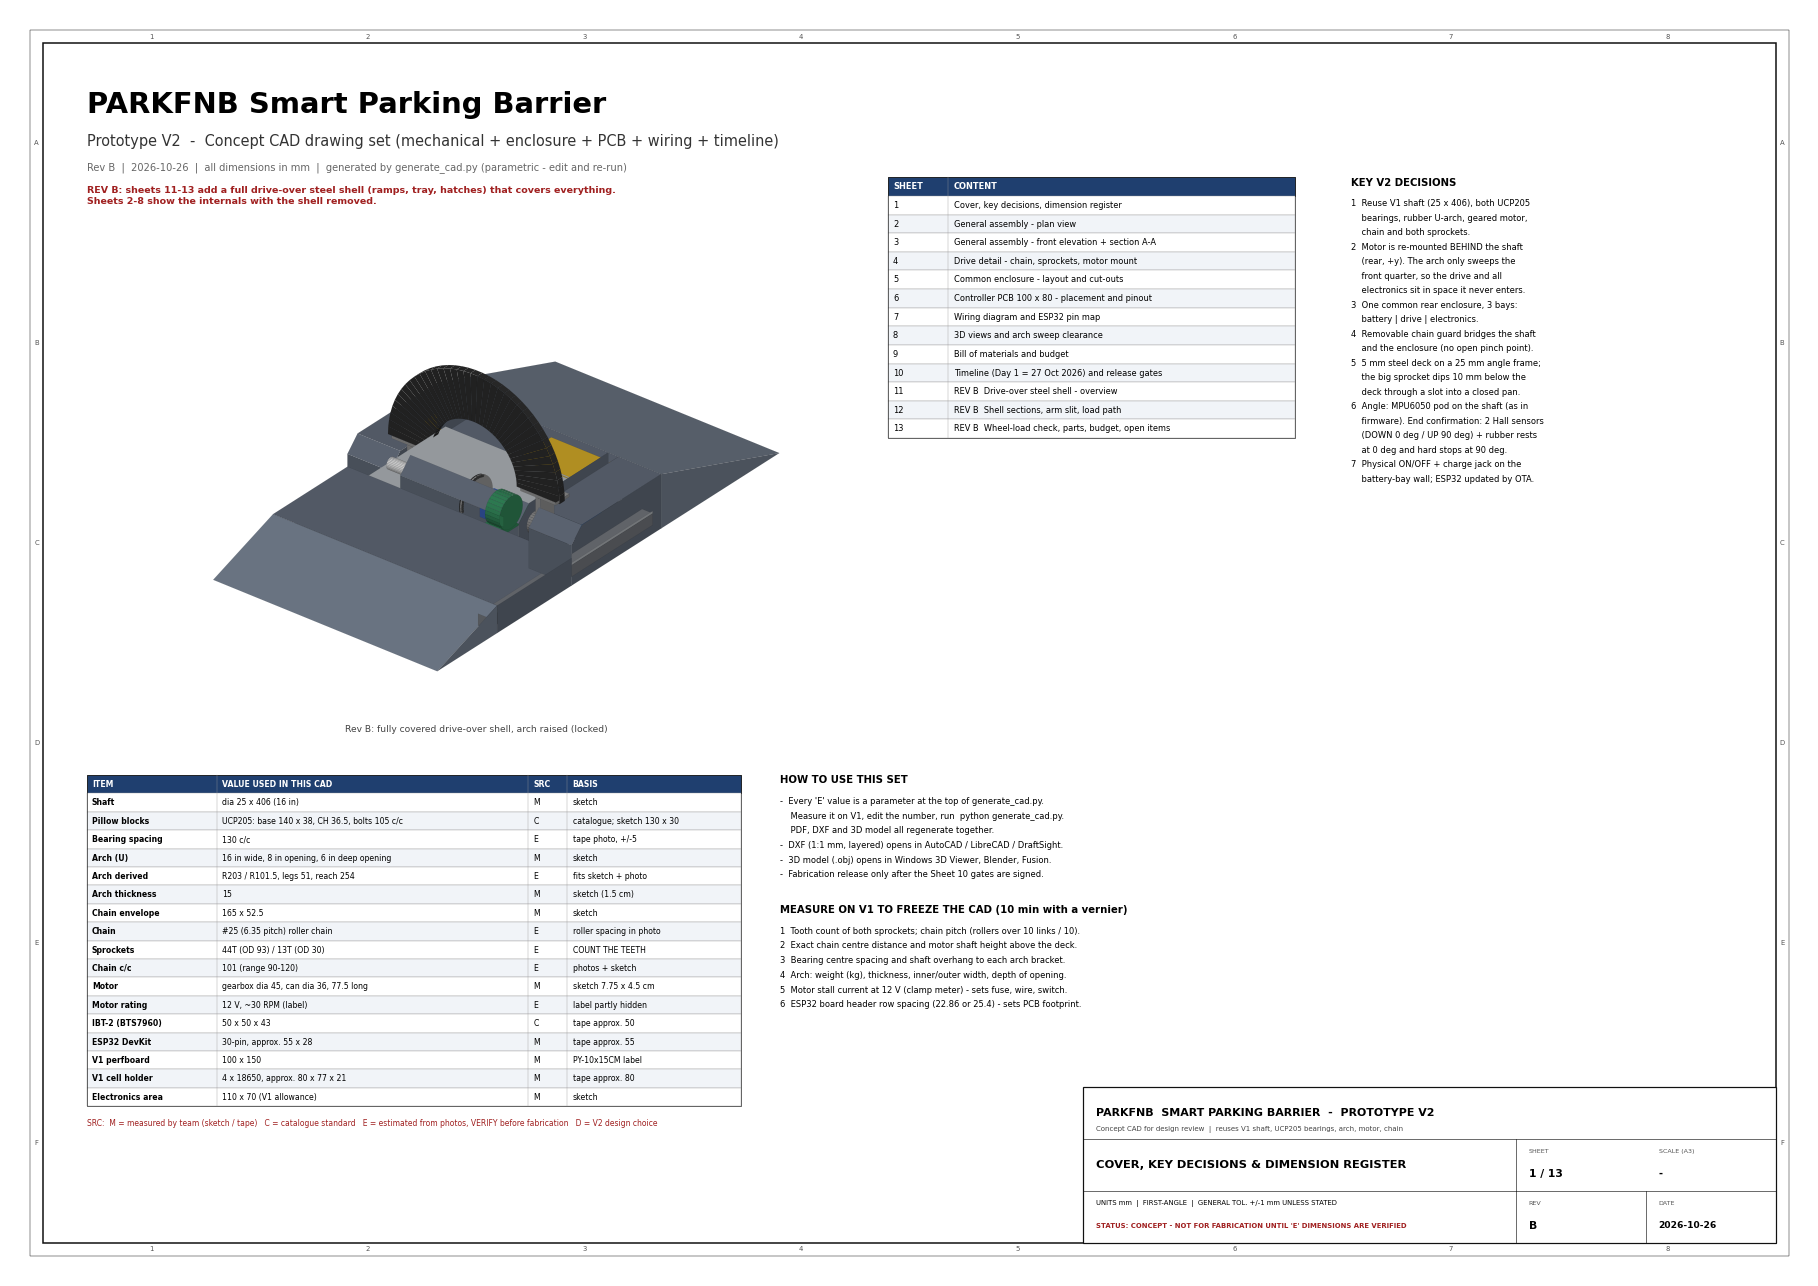 1 2 3 4 5 6 7 8
PARKFNB Smart Parking Barrier
Prototype V2  -  Concept CAD drawing set (mechanical + enclosure + PCB + wiring + timeline)
Rev B  |  2026-10-26  |  all dimensions in mm  |  generated by generate_cad.py (parametric - edit and re-run)
REV B: sheets 11-13 add a full drive-over steel shell (ramps, tray, hatches) that covers everything.
Sheets 2-8 show the internals with the shell removed.
SHEET CONTENT
1 Cover, key decisions, dimension register
2 General assembly - plan view
3 General assembly - front elevation + section A-A
4 Drive detail - chain, sprockets, motor mount
5 Common enclosure - layout and cut-outs
6 Controller PCB 100 x 80 - placement and pinout
7 Wiring diagram and ESP32 pin map
8 3D views and arch sweep clearance
9 Bill of materials and budget
10 Timeline (Day 1 = 27 Oct 2026) and release gates
11 REV B  Drive-over steel shell - overview
12 REV B  Shell sections, arm slit, load path
13 REV B  Wheel-load check, parts, budget, open items
KEY V2 DECISIONS
1  Reuse V1 shaft (25 x 406), both UCP205
bearings, rubber U-arch, geared motor,
chain and both sprockets.
2  Motor is re-mounted BEHIND the shaft
(rear, +y). The arch only sweeps the
front quarter, so the drive and all
electronics sit in space it never enters.
3  One common rear enclosure, 3 bays:
battery | drive | electronics.
4  Removable chain guard bridges the shaft
and the enclosure (no open pinch point).
5  5 mm steel deck on a 25 mm angle frame;
the big sprocket dips 10 mm below the
deck through a slot into a closed pan.
6  Angle: MPU6050 pod on the shaft (as in
firmware). End confirmation: 2 Hall sensors
(DOWN 0 deg / UP 90 deg) + rubber rests
at 0 deg and hard stops at 90 deg.
7  Physical ON/OFF + charge jack on the
battery-bay wall; ESP32 updated by OTA.
Rev B: fully covered drive-over shell, arch raised (locked)
ITEM VALUE USED IN THIS CAD SRC BASIS
Shaft dia 25 x 406 (16 in) M sketch
Pillow blocks UCP205: base 140 x 38, CH 36.5, bolts 105 c/c C catalogue; sketch 130 x 30
Bearing spacing 130 c/c E tape photo, +/-5
Arch (U) 16 in wide, 8 in opening, 6 in deep opening M sketch
Arch derived R203 / R101.5, legs 51, reach 254 E fits sketch + photo
Arch thickness 15 M sketch (1.5 cm)
Chain envelope 165 x 52.5 M sketch
Chain #25 (6.35 pitch) roller chain E roller spacing in photo
Sprockets 44T (OD 93) / 13T (OD 30) E COUNT THE TEETH
Chain c/c 101 (range 90-120) E photos + sketch
Motor gearbox dia 45, can dia 36, 77.5 long M sketch 7.75 x 4.5 cm
Motor rating 12 V, ~30 RPM (label) E label partly hidden
IBT-2 (BTS7960) 50 x 50 x 43 C tape approx. 50
ESP32 DevKit 30-pin, approx. 55 x 28 M tape approx. 55
V1 perfboard 100 x 150 M PY-10x15CM label
V1 cell holder 4 x 18650, approx. 80 x 77 x 21 M tape approx. 80
Electronics area 110 x 70 (V1 allowance) M sketch
SRC:  M = measured by team (sketch / tape)   C = catalogue standard   E = estimated from photos, VERIFY before fabrication   D = V2 design choice
HOW TO USE THIS SET
-  Every 'E' value is a parameter at the top of generate_cad.py.
Measure it on V1, edit the number, run  python generate_cad.py.
PDF, DXF and 3D model all regenerate together.
-  DXF (1:1 mm, layered) opens in AutoCAD / LibreCAD / DraftSight.
-  3D model (.obj) opens in Windows 3D Viewer, Blender, Fusion.
-  Fabrication release only after the Sheet 10 gates are signed.
MEASURE ON V1 TO FREEZE THE CAD (10 min with a vernier)
1  Tooth count of both sprockets; chain pitch (rollers over 10 links / 10).
2  Exact chain centre distance and motor shaft height above the deck.
3  Bearing centre spacing and shaft overhang to each arch bracket.
4  Arch: weight (kg), thickness, inner/outer width, depth of opening.
5  Motor stall current at 12 V (clamp meter) - sets fuse, wire, switch.
6  ESP32 board header row spacing (22.86 or 25.4) - sets PCB footprint.
PARKFNB  SMART PARKING BARRIER  -  PROTOTYPE V2
Concept CAD for design review  |  reuses V1 shaft, UCP205 bearings, arch, motor, chain
COVER, KEY DECISIONS & DIMENSION REGISTER
SHEET SCALE (A3)
1 / 13 -
UNITS mm  |  FIRST-ANGLE  |  GENERAL TOL. +/-1 mm UNLESS STATED
STATUS: CONCEPT - NOT FOR FABRICATION UNTIL 'E' DIMENSIONS ARE VERIFIED
REV DATE
B 2026-10-26
A A
B B
C C
D D
E E
F F
1 2 3 4 5 6 7 8